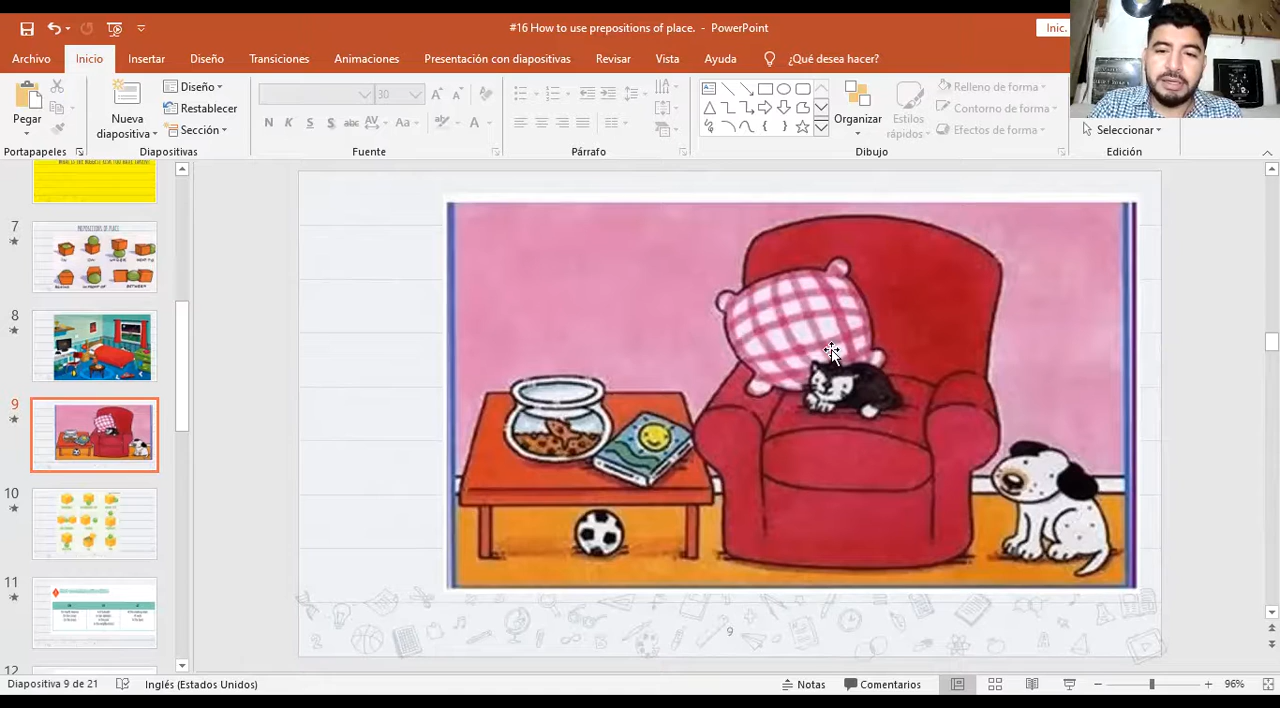 #16 How to use prepositions of place. - PowerPoint
Inic.
Archivo Inicio Insertar Diseño Transiciones Animaciones Presentación con diapositivas Revisar Vista Ayuda ¿Qué desea hacer?
Pegar
Nueva diapositiva
Diseño
Restablecer
Sección
30
N K S S abc AV Aa A
Organizar
Estilos rápidos
Relleno de forma
Contorno de forma
Efectos de forma
Seleccionar
Portapapeles Diapositivas Fuente Párrafo Dibujo Edición
7
PREPOSITIONS OF PLACE
8
9
10
11
12
9
Diapositiva 9 de 21 Inglés (Estados Unidos) Notas Comentarios 96%